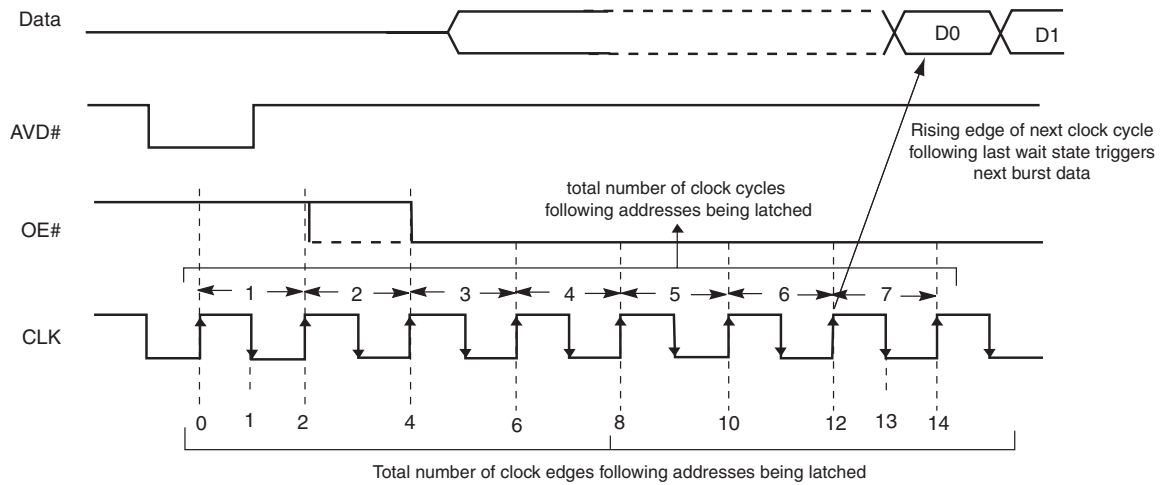 Data
D0
D1
AVD#
Rising edge of next clock cycle
following last wait state triggers
next burst data
total number of clock cycles
following addresses being latched
OE#
1 2 3 4 5 6 7
CLK
0 1 2 4 6 8 10 12 13 14
Total number of clock edges following addresses being latched